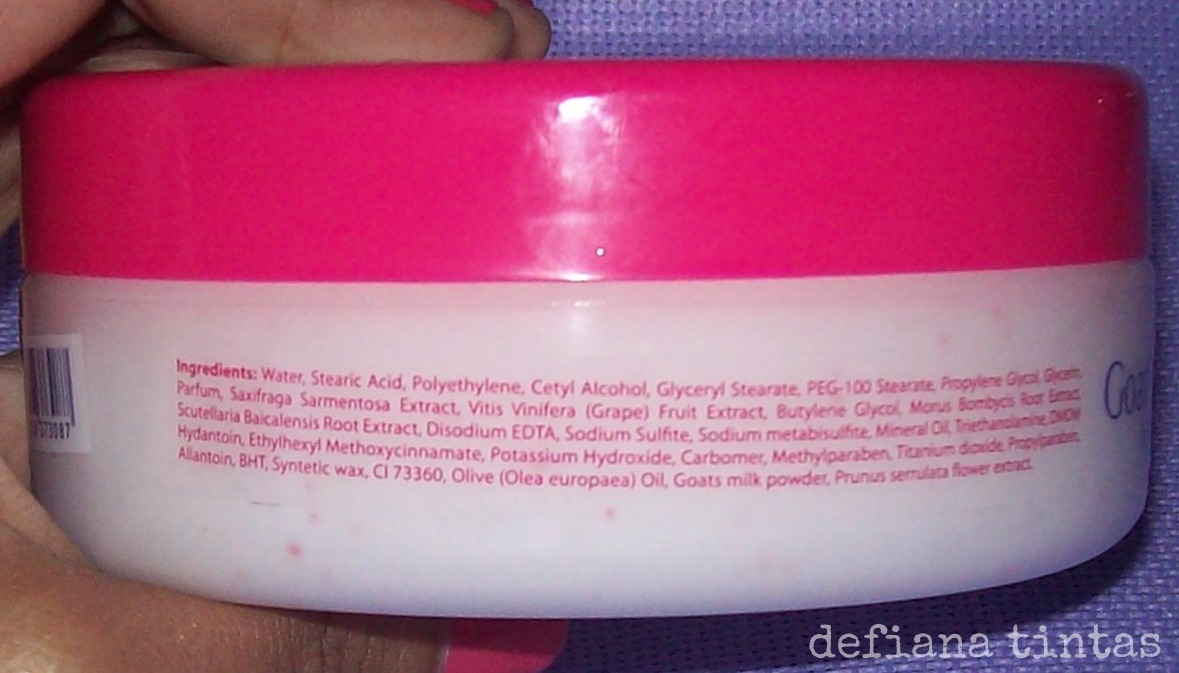 Ingredients: Water, Stearic Acid, Polyethylene, Cetyl Alcohol, Glyceryl Stearate, PEG-100 Stearate, Propylene Glycol, Glycerin,
Parfum, Saxifraga Sarmentosa Extract, Vitis Vinifera (Grape) Fruit Extract, Butylene Glycol, Morus Bombycis Root Extract,
Scutellaria Baicalensis Root Extract, Disodium EDTA, Sodium Sulfite, Sodium metabisulfite, Mineral Oil, Triethanolamine, DMDM
Hydantoin, Ethylhexyl Methoxycinnamate, Potassium Hydroxide, Carbomer, Methylparaben, Titanium dioxide, Propylparaben,
Allantoin, BHT, Syntetic wax, CI 73360, Olive (Olea europaea) Oil, Goats milk powder, Prunus serrulata flower extract.
Goa
defiana tintas